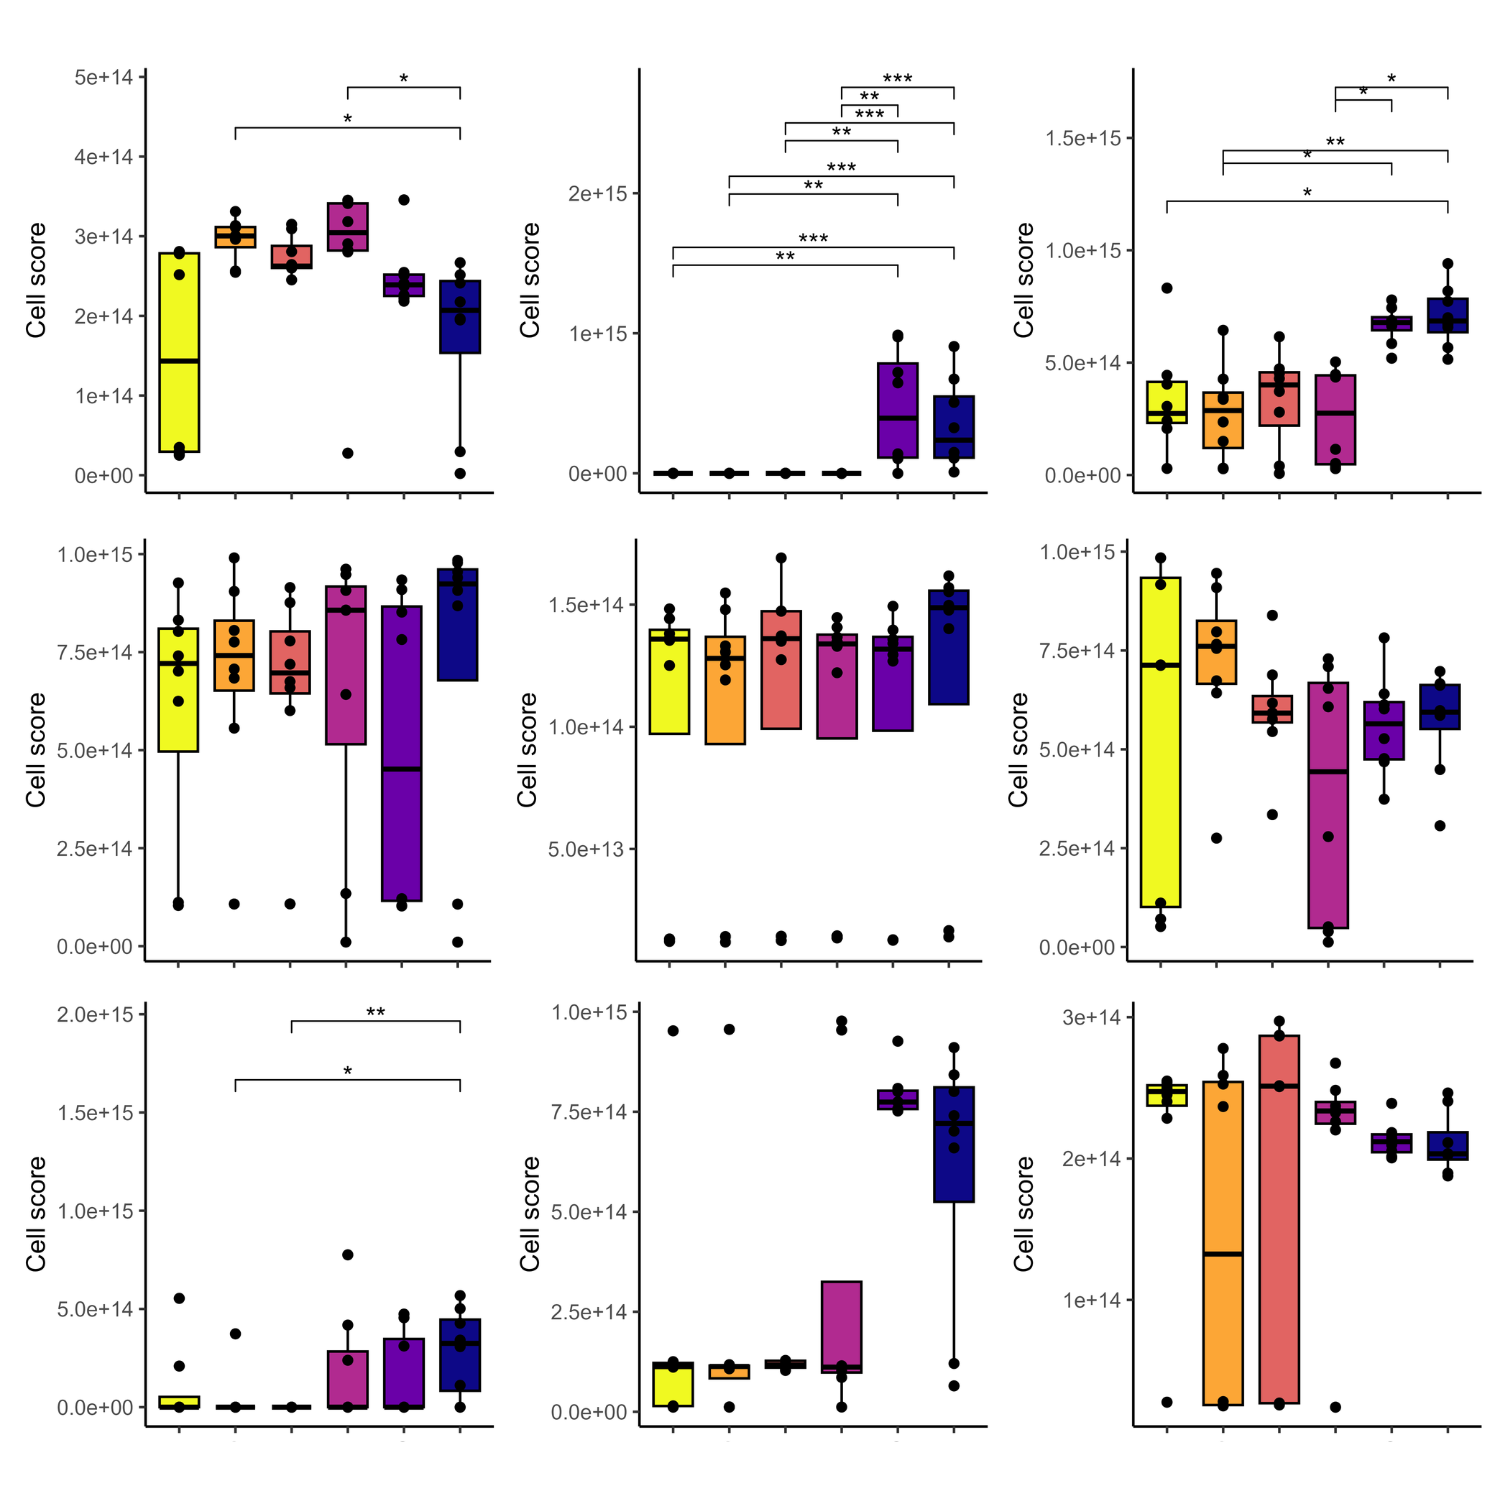 5e+14
4e+14
3e+14
2e+14
1e+14
0e+00
Cell score
*
*
2e+15
1e+15
0e+00
Cell score
***
**
***
**
***
**
***
**
1.5e+15
1.0e+15
5.0e+14
0.0e+00
Cell score
*
*
**
*
*
1.0e+15
7.5e+14
5.0e+14
2.5e+14
0.0e+00
Cell score
1.5e+14
1.0e+14
5.0e+13
Cell score
1.0e+15
7.5e+14
5.0e+14
2.5e+14
0.0e+00
Cell score
2.0e+15
1.5e+15
1.0e+15
5.0e+14
0.0e+00
Cell score
**
*
1.0e+15
7.5e+14
5.0e+14
2.5e+14
0.0e+00
Cell score
3e+14
2e+14
1e+14
Cell score